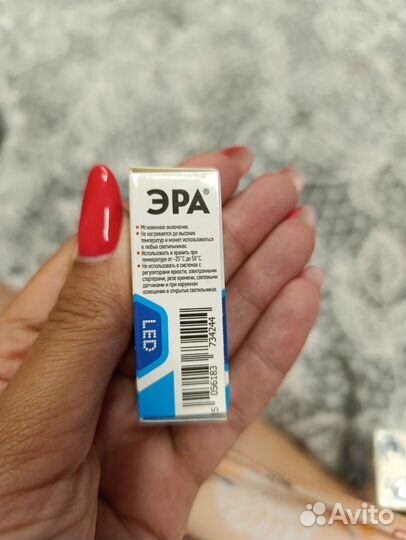 ЭРА®
• Мгновенное включение.
• Не нагревается до высоких
температур и может использоваться
в любых светильниках.
• Использовать и хранить при
температуре от -25°С до 50°С.
• Не использовать в системах с
регуляторами яркости, электронными
стартерами, реле времени, световыми
датчиками и при наружном
освещении в открытых светильниках.
LED
5 056183 734244
Avito